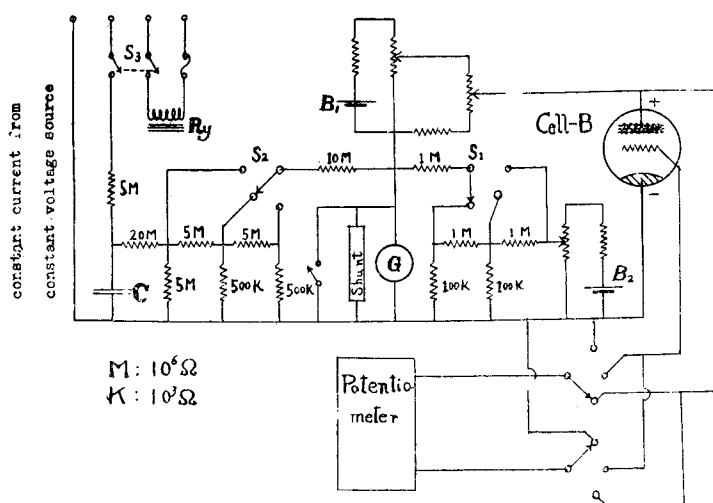 constant current from
constant voltage source
S3
Ry
5M
20M
C
5M
5M
5M
500K
500K
S2
10M
B1
1M
S1
Shunt
G
1M
1M
100K
100K
B2
Cell-B
+
-
M: 10⁶Ω
K: 10³Ω
Potentio
meter